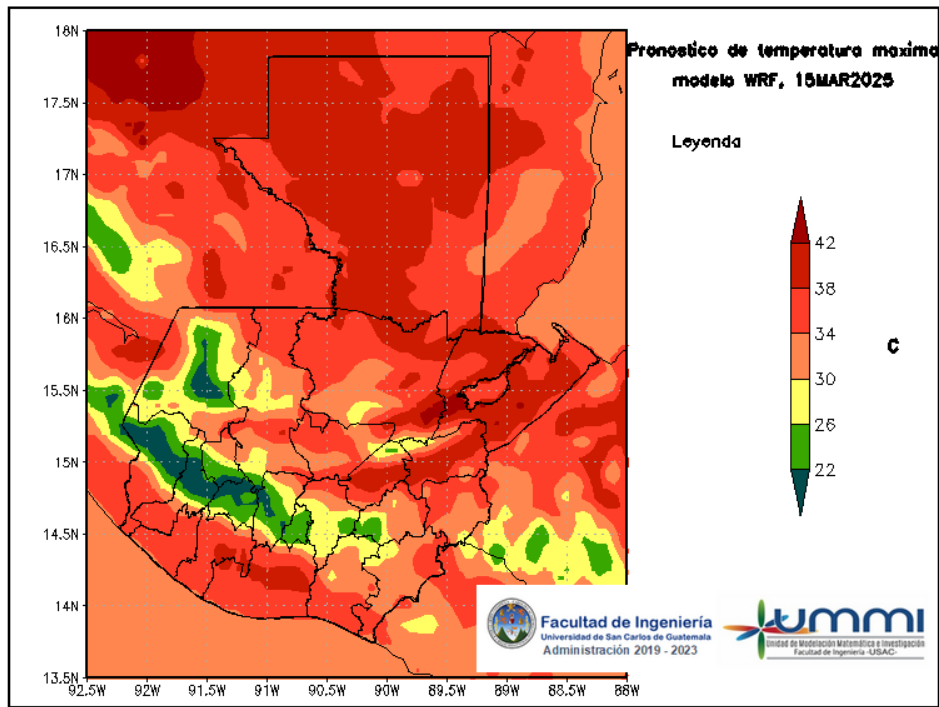 Pronostico de temperatura maxima
modelo WRF, 15MAR2025
Leyenda
42
38
34
30
26
22
C
18N
17.5N
17N
16.5N
16N
15.5N
15N
14.5N
14N
13.5N
92.5W 92W 91.5W 91W 90.5W 90W 89.5W 89W 88.5W 88W
Facultad de Ingeniería
Universidad de San Carlos de Guatemala
Administración 2019 - 2023
ummi
Unidad de Modelación Matemática e Investigación
Facultad de Ingeniería -USAC-